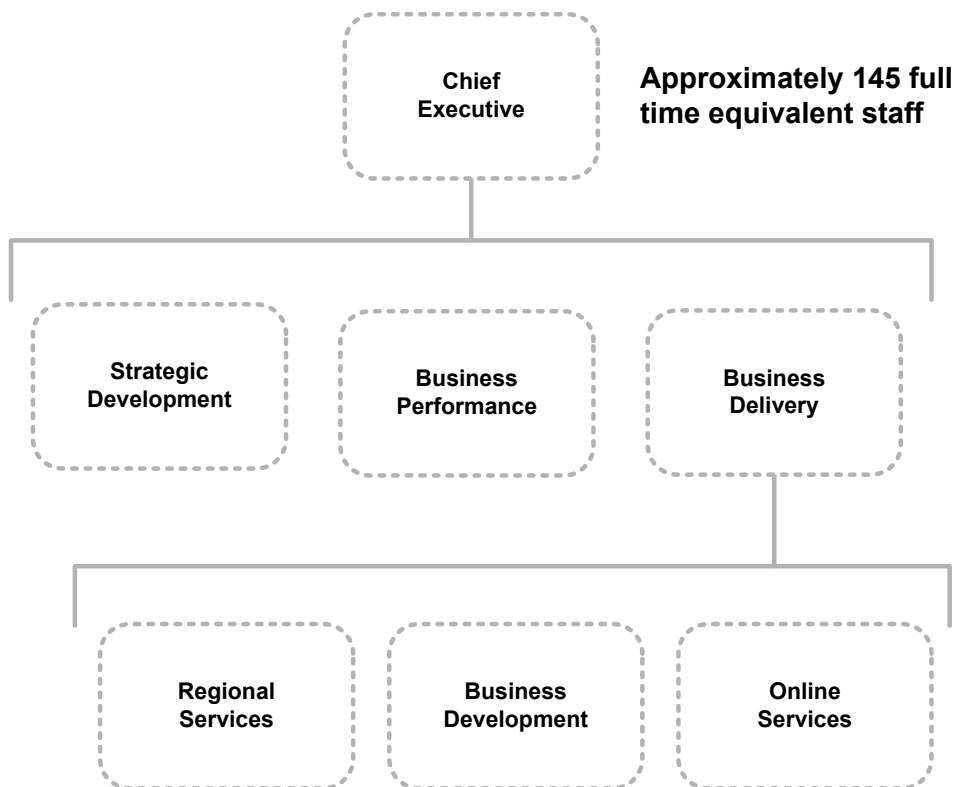 Chief
Executive
Approximately 145 full
time equivalent staff
Strategic
Development
Business
Performance
Business
Delivery
Regional
Services
Business
Development
Online
Services